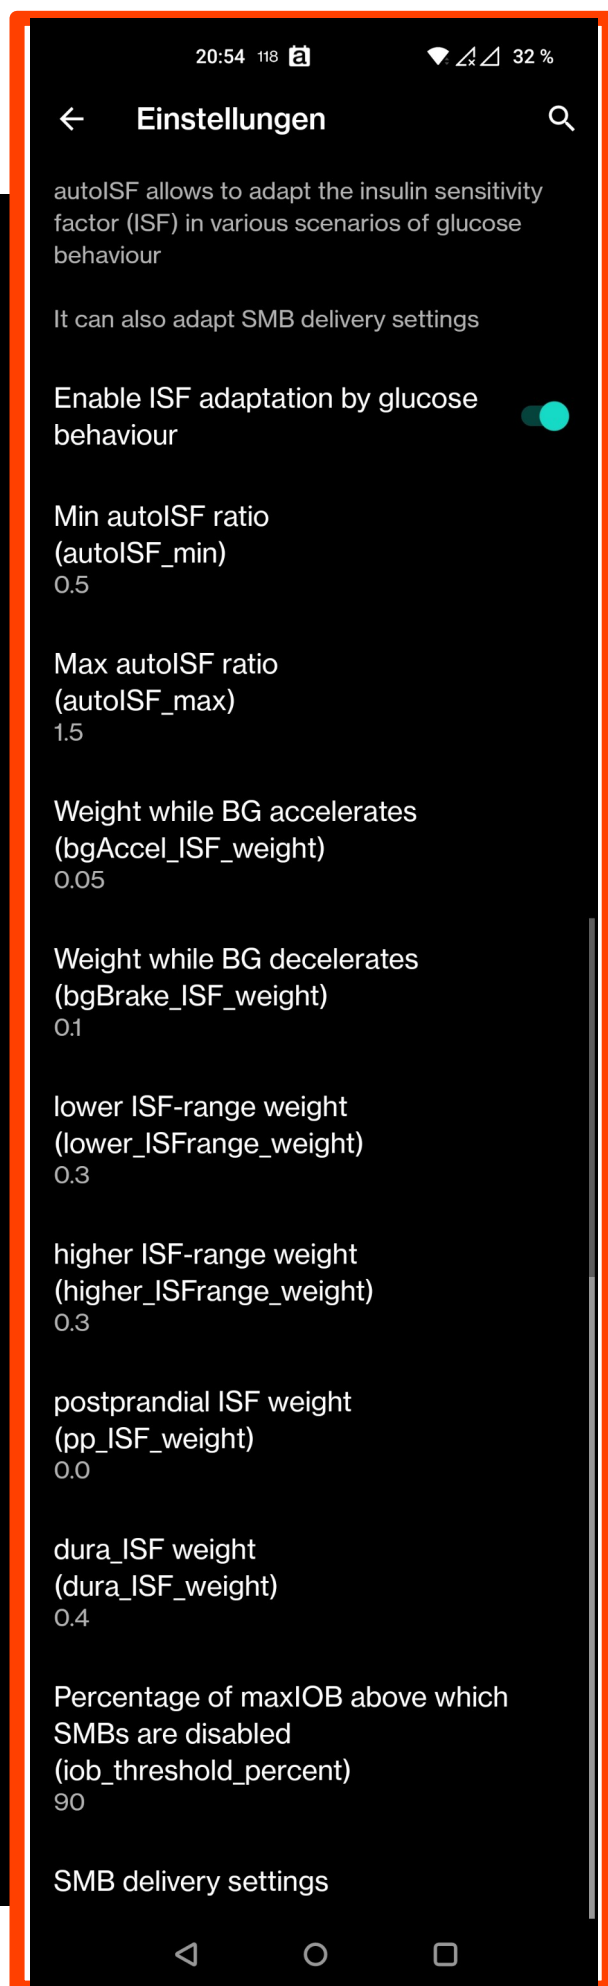 20:54 118 a 32 %
Einstellungen
autoISF allows to adapt the insulin sensitivity
factor (ISF) in various scenarios of glucose
behaviour
It can also adapt SMB delivery settings
Enable ISF adaptation by glucose
behaviour
Min autoISF ratio
(autoISF_min)
0.5
Max autoISF ratio
(autoISF_max)
1.5
Weight while BG accelerates
(bgAccel_ISF_weight)
0.05
Weight while BG decelerates
(bgBrake_ISF_weight)
0.1
lower ISF-range weight
(lower_ISFrange_weight)
0.3
higher ISF-range weight
(higher_ISFrange_weight)
0.3
postprandial ISF weight
(pp_ISF_weight)
0.0
dura_ISF weight
(dura_ISF_weight)
0.4
Percentage of maxIOB above which
SMBs are disabled
(iob_threshold_percent)
90
SMB delivery settings